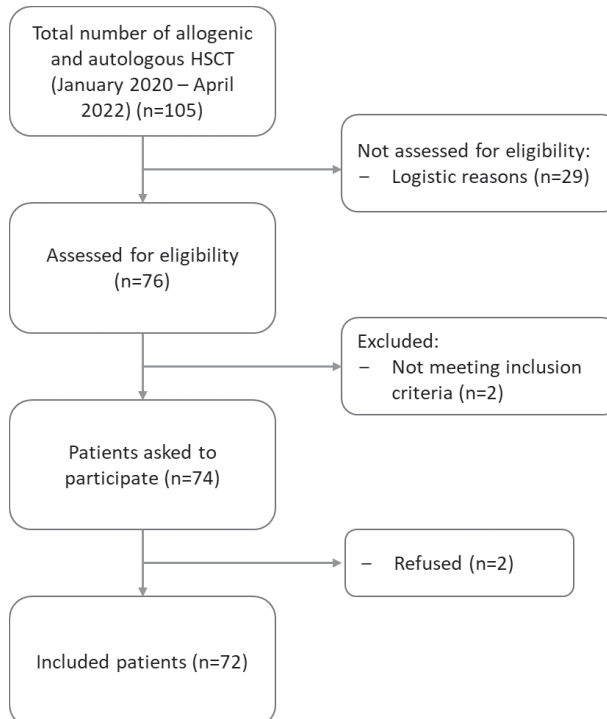 Total number of allogenic
and autologous HSCT
(January 2020 – April
2022) (n=105)
Not assessed for eligibility:
– Logistic reasons (n=29)
Assessed for eligibility
(n=76)
Excluded:
– Not meeting inclusion
criteria (n=2)
Patients asked to
participate (n=74)
– Refused (n=2)
Included patients (n=72)